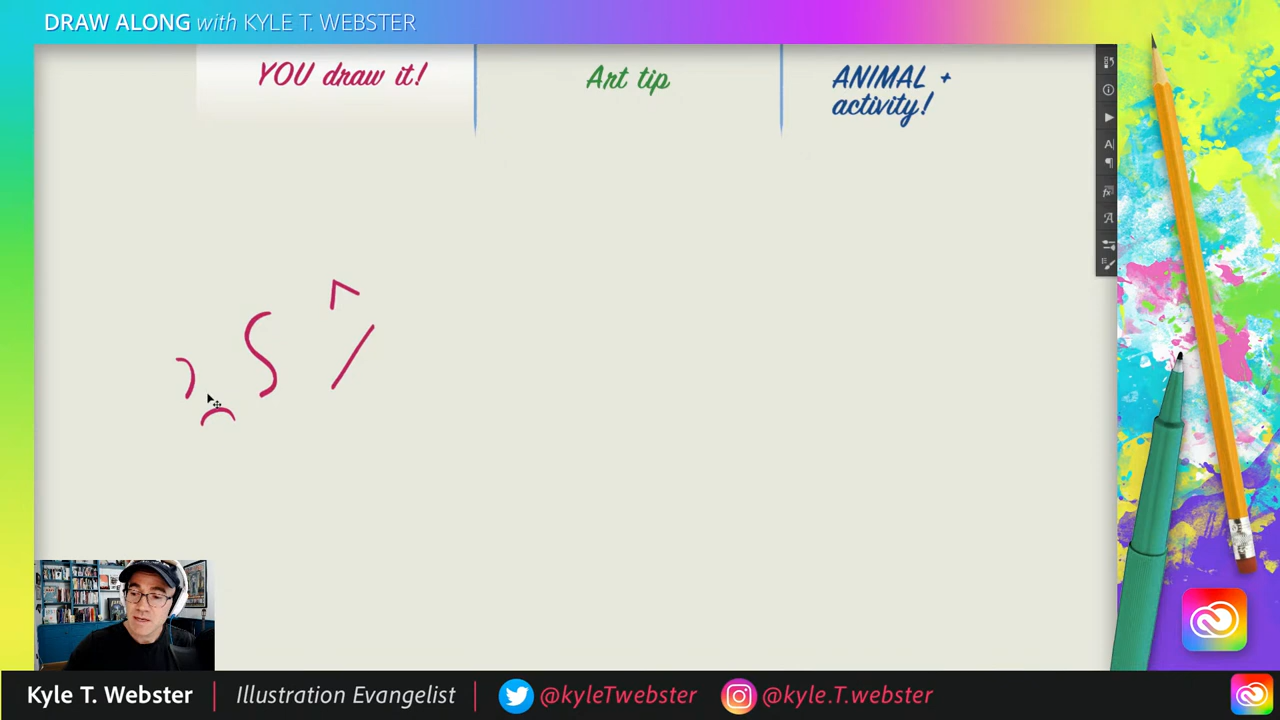 DRAW ALONG with KYLE T. WEBSTER
YOU draw it!
Art tip
ANIMAL +
activity!
Kyle T. Webster | Illustration Evangelist | @kyleTwebster @kyle.T.webster